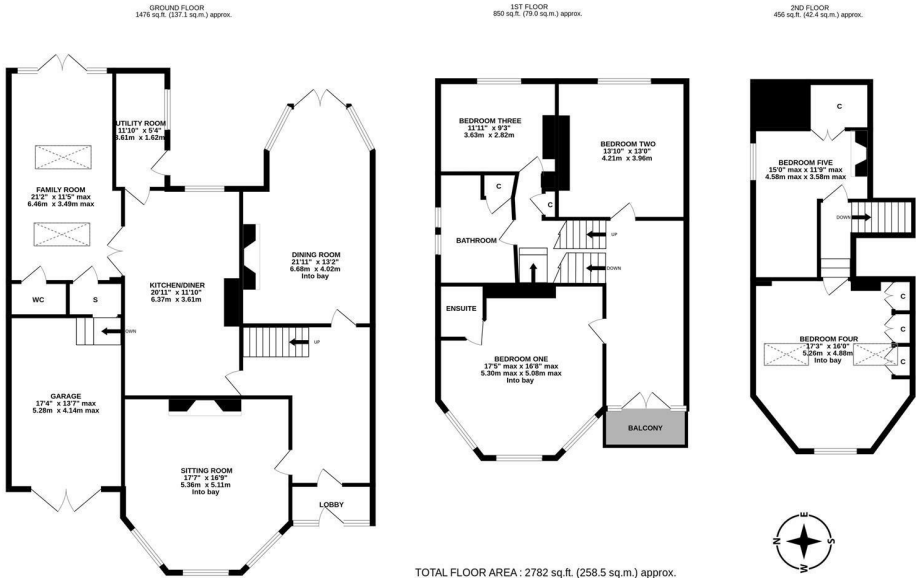 GROUND FLOOR
1476 sq.ft. (137.1 sq.m.) approx.
1ST FLOOR
850 sq.ft. (79.0 sq.m.) approx.
2ND FLOOR
456 sq.ft. (42.4 sq.m.) approx.
UTILITY ROOM
11'10" x 5'4"
3.61m x 1.62m
FAMILY ROOM
21'2" x 11'5" max
6.46m x 3.49m max
DINING ROOM
21'11" x 13'2"
6.68m x 4.02m
Into bay
KITCHEN/DINER
20'11" x 11'10"
6.37m x 3.61m
WC
S
DOWN
UP
GARAGE
17'4" x 13'7" max
5.28m x 4.14m max
SITTING ROOM
17'7" x 16'9"
5.36m x 5.11m
Into bay
LOBBY
BEDROOM THREE
11'11" x 9'3"
3.63m x 2.82m
BEDROOM TWO
13'10" x 13'0"
4.21m x 3.96m
C
C
BATHROOM
UP
DOWN
ENSUITE
BEDROOM ONE
17'5" max x 16'8" max
5.30m max x 5.08m max
Into bay
BALCONY
C
BEDROOM FIVE
15'0" max x 11'9" max
4.58m max x 3.58m max
DOWN
C
C
C
BEDROOM FOUR
17'3" x 16'0"
5.26m x 4.88m
Into bay
N
E
S
W
TOTAL FLOOR AREA : 2782 sq.ft. (258.5 sq.m.) approx.